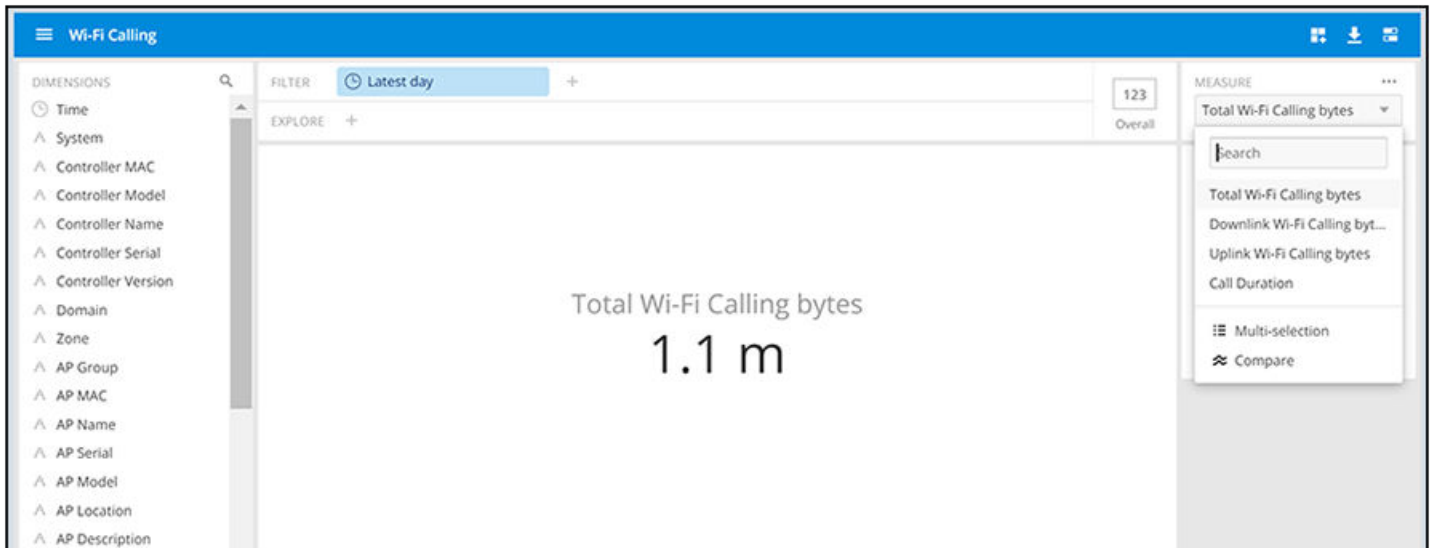 Wi-Fi Calling
DIMENSIONS
Time
System
Controller MAC
Controller Model
Controller Name
Controller Serial
Controller Version
Domain
Zone
AP Group
AP MAC
AP Name
AP Serial
AP Model
AP Location
AP Description
FILTER
Latest day
+
EXPLORE +
123
Overall
Total Wi-Fi Calling bytes
1.1 m
MEASURE
Total Wi-Fi Calling bytes
Search
Total Wi-Fi Calling bytes
Downlink Wi-Fi Calling byt...
Uplink Wi-Fi Calling bytes
Call Duration
Multi-selection
Compare